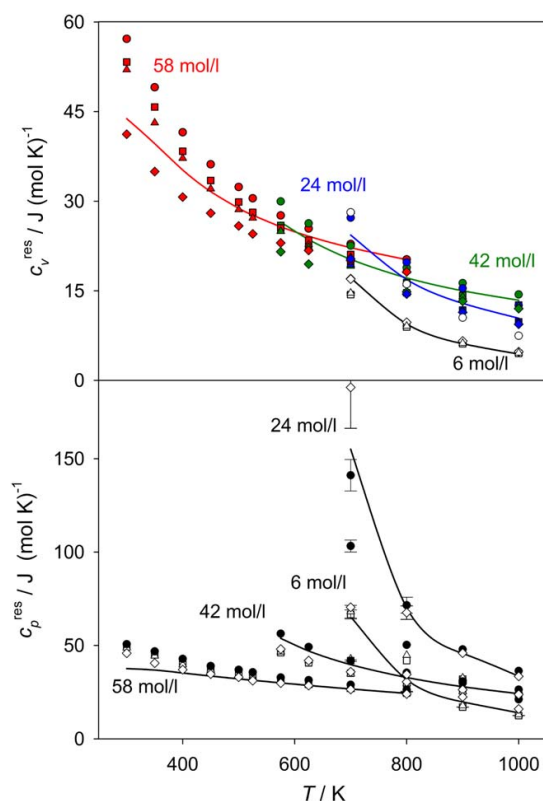 60
58 mol/l
45
24 mol/l
30
42 mol/l
15
6 mol/l
0
c_v^res / J (mol K)^-1
24 mol/l
150
100
6 mol/l
42 mol/l
50
58 mol/l
0
c_p^res / J (mol K)^-1
400 600 800 1000
T / K